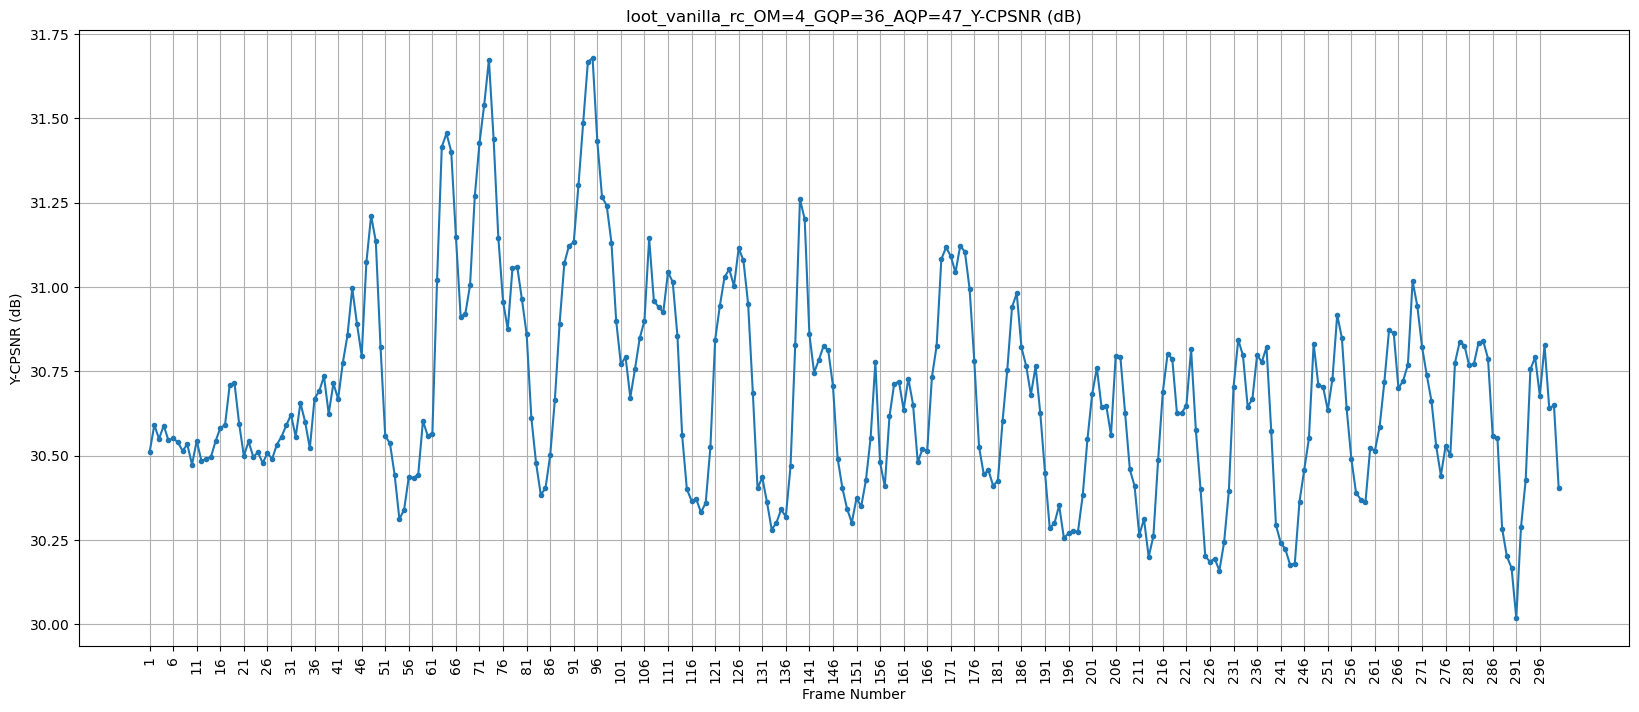 loot_vanilla_rc_OM=4_GQP=36_AQP=47_Y-CPSNR (dB)
Y-CPSNR (dB)
31.75
31.50
31.25
31.00
30.75
30.50
30.25
30.00
1 6 11 16 21 26 31 36 41 46 51 56 61 66 71 76 81 86 91 96 101 106 111 116 121 126 131 136 141 146 151 156 161 166 171 176 181 186 191 196 201 206 211 216 221 226 231 236 241 246 251 256 261 266 271 276 281 286 291 296
Frame Number